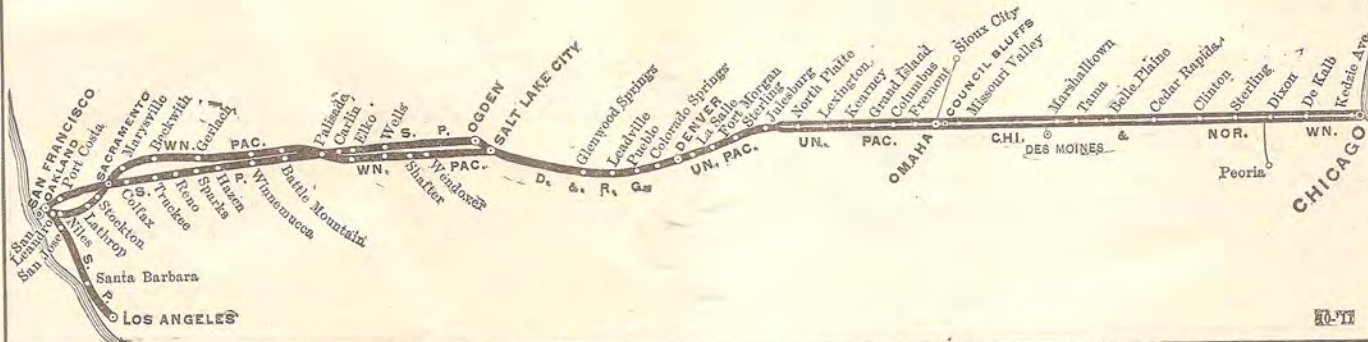 SAN FRANCISCO
OAKLAND
Port Costa
SACRAMENTO
Marysville
Beckwith
Gerlach
WN. PAC.
Palisade
Carlin
Elko
Wells
S. P.
OGDEN
SALT LAKE CITY
Glenwood Springs
Leadville
Pueblo
Colorado Springs
DENVER
La Salle
Fort Morgan
Sterling
Julesburg
North Platte
Lexington
Kearney
Grand Island
Columbus
Fremont
Sioux City
COUNCIL BLUFFS
Missouri Valley
Marshalltown
Tama
Belle Plaine
Cedar Rapids
Clinton
Sterling
Dixon
De Kalb
Kedzie Ave
San Leandro
San Jose
Niles
Lathrop
Stockton
Colfax
S. P.
Truckee
Reno
Sparks
Hazen
Winnemucca
Battle Mountain
WN. PAC.
Shafter
Wendover
D. & R. G.
UN. PAC.
UN. PAC.
OMAHA
CHI. & NOR. WN.
DES MOINES
Peoria
CHICAGO
S. P.
Santa Barbara
LOS ANGELES